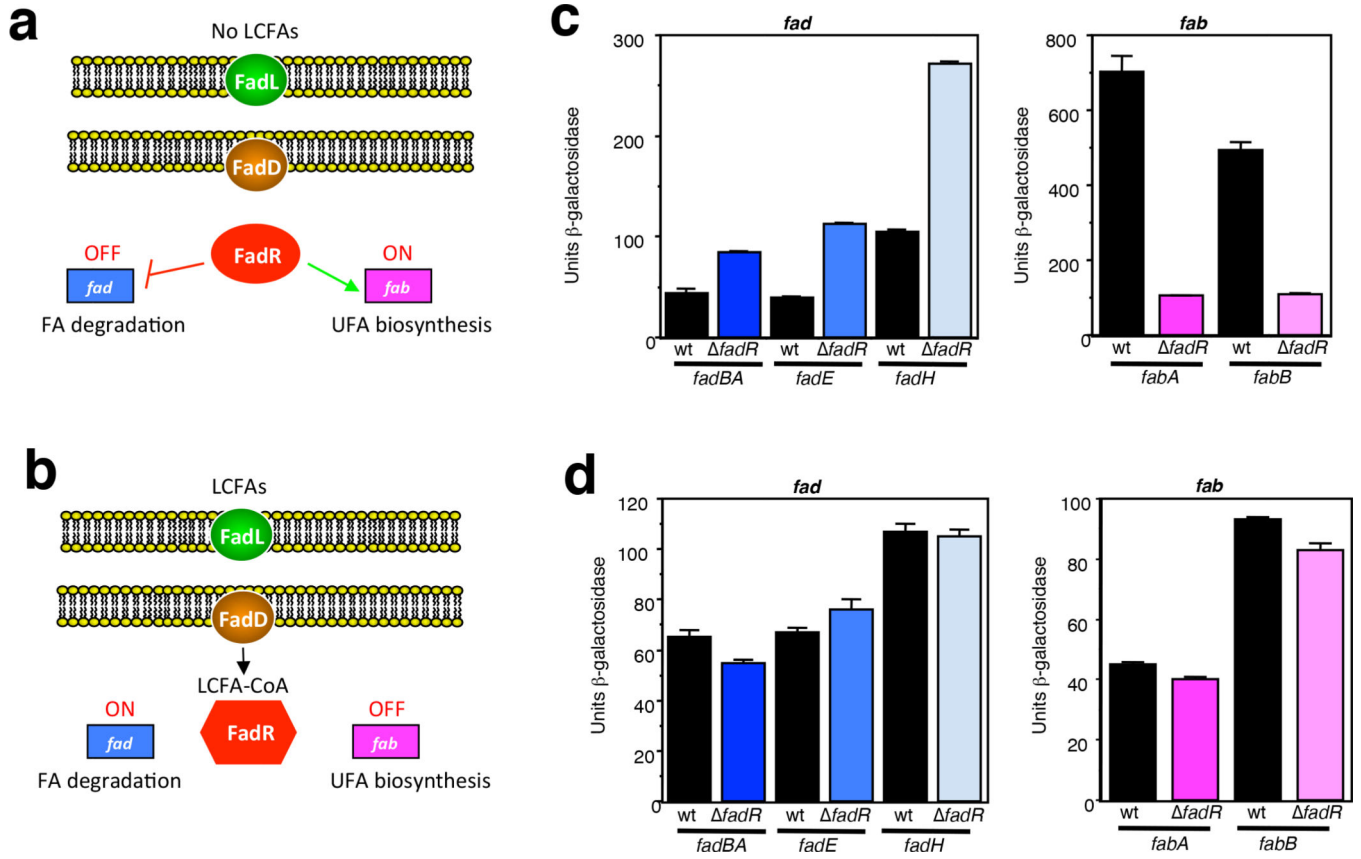 a
No LCFAs
FadL
FadD
FadR
OFF
ON
fad
fab
FA degradation
UFA biosynthesis
b
LCFAs
FadL
FadD
LCFA-CoA
ON
OFF
FadR
fad
fab
FA degradation
UFA biosynthesis
c
fad
Units β-galactosidase
300
200
100
0
wt ΔfadR wt ΔfadR wt ΔfadR
fadBA fadE fadH
fab
800
600
400
200
0
wt ΔfadR wt ΔfadR
fabA fabB
d
fad
Units β-galactosidase
120
100
80
60
40
20
0
wt ΔfadR wt ΔfadR wt ΔfadR
fadBA fadE fadH
fab
Units β-galactosidase
100
80
60
40
20
0
wt ΔfadR wt ΔfadR
fabA fabB